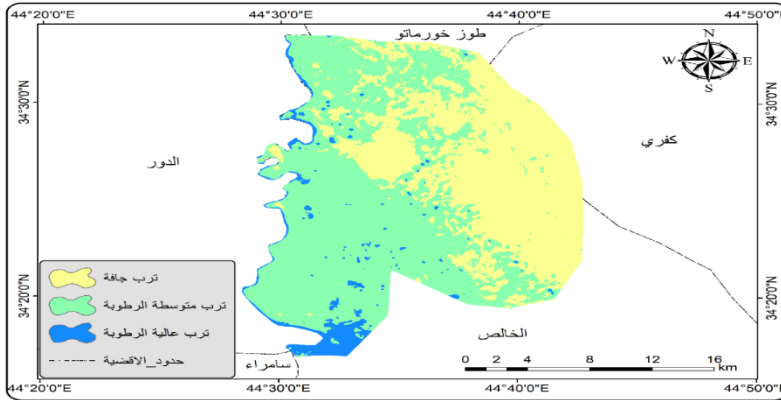 44°20'0"E 44°30'0"E 44°40'0"E 44°50'0"E
طوز خورماتو
N
W E
S
34°30'0"N 34°30'0"N
كفري
الدور
ترب جافة
ترب متوسطة الرطوبة
ترب عالية الرطوبة
حدود_الاقضية
34°20'0"N 34°20'0"N
الخالص
سامراء
0 2 4 8 12 16
km
44°20'0"E 44°30'0"E 44°40'0"E 44°50'0"E